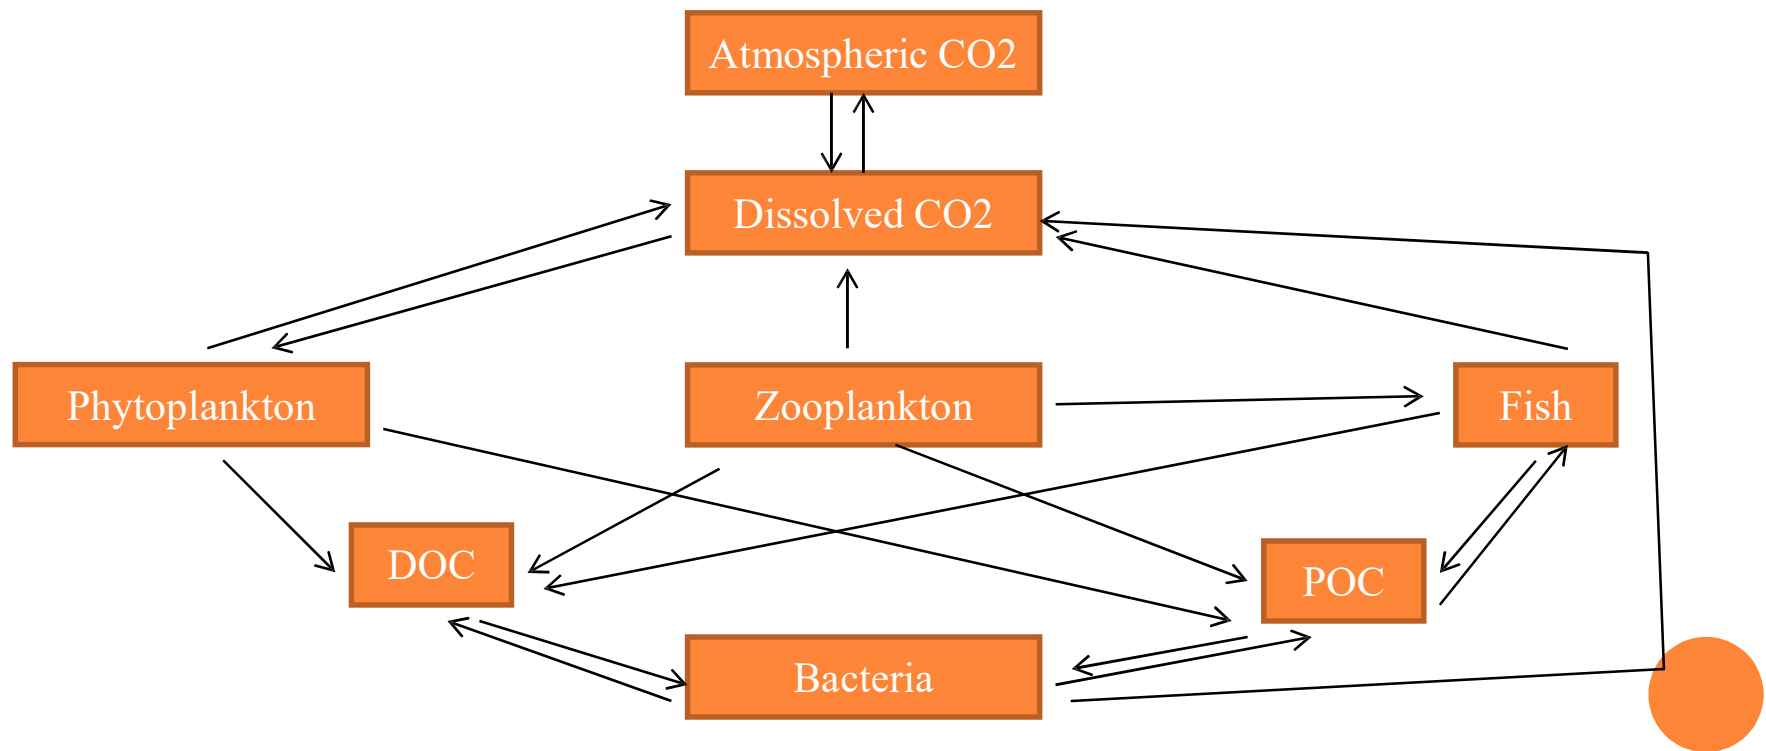 Atmospheric CO2
Dissolved CO2
Phytoplankton
Zooplankton
Fish
DOC
POC
Bacteria